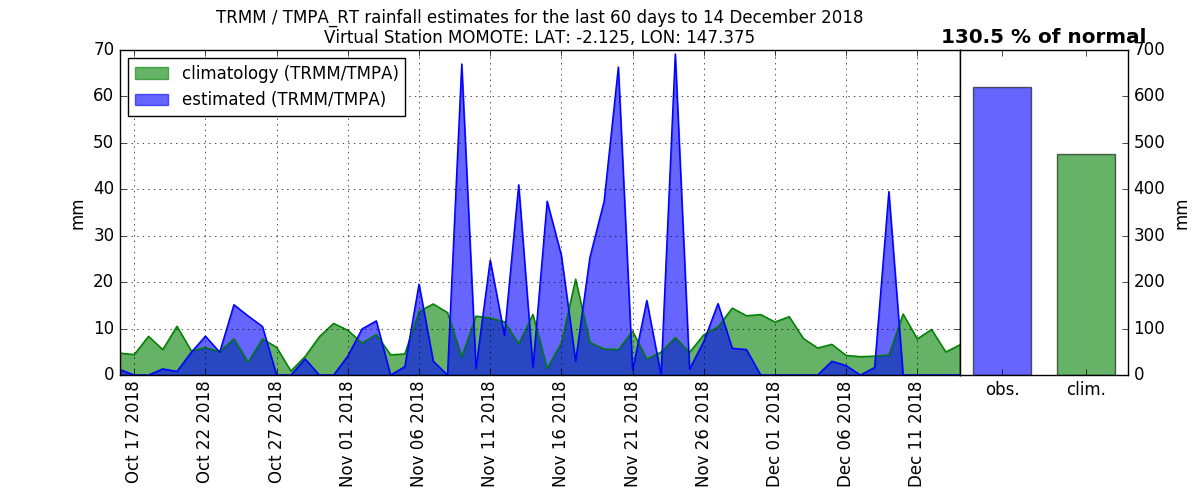 TRMM / TMPA_RT rainfall estimates for the last 60 days to 14 December 2018
Virtual Station MOMOTE: LAT: -2.125, LON: 147.375
130.5 % of normal
climatology (TRMM/TMPA)
estimated (TRMM/TMPA)
70
60
50
40
30
20
10
0
mm
Oct 17 2018
Oct 22 2018
Oct 27 2018
Nov 01 2018
Nov 06 2018
Nov 11 2018
Nov 16 2018
Nov 21 2018
Nov 26 2018
Dec 01 2018
Dec 06 2018
Dec 11 2018
700
600
500
400
300
200
100
0
mm
obs.
clim.